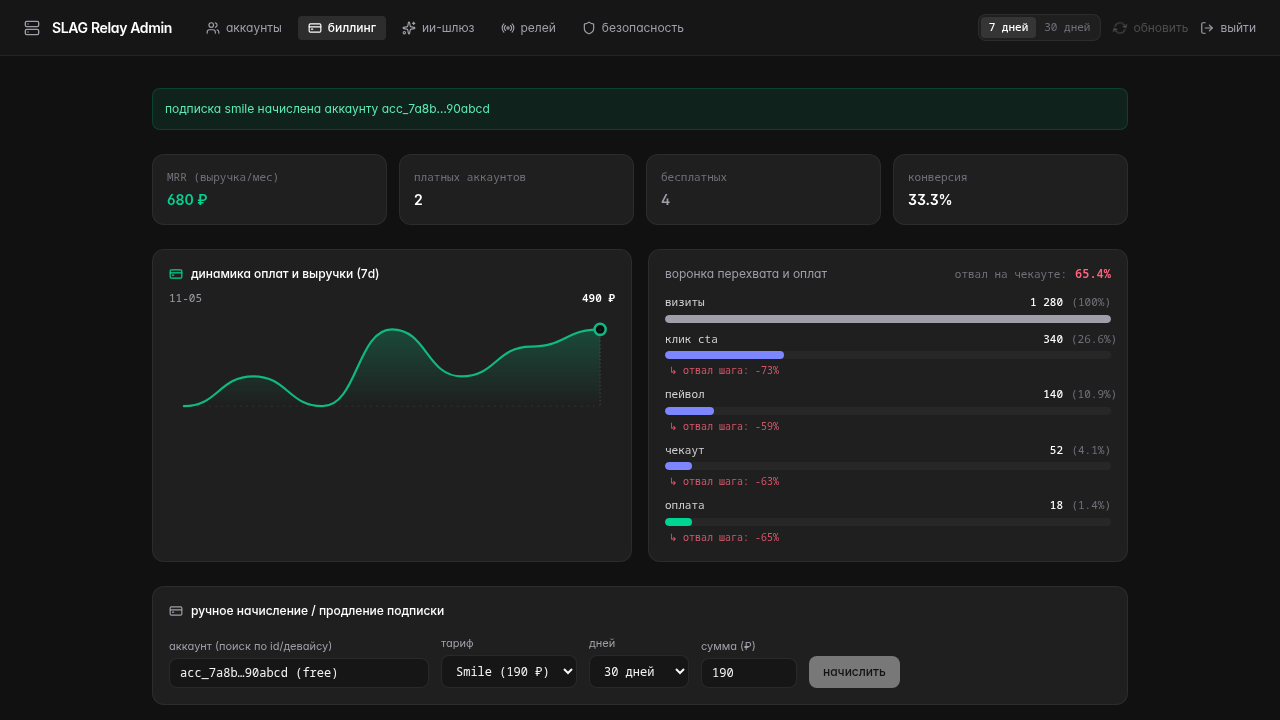 SLAG Relay Admin
аккаунты
биллинг
ии-шлюз
релей
безопасность
7 дней
30 дней
обновить
выйти
подписка smile начислена аккаунту acc_7a8b…90abcd
MRR (выручка/мес)
680 ₽
платных аккаунтов
2
бесплатных
4
конверсия
33.3%
динамика оплат и выручки (7d)
11-05
490 ₽
воронка перехвата и оплат
отвал на чекауте: 65.4%
визиты
1 280 (100%)
клик cta
340 (26.6%)
↳ отвал шага: -73%
пейвол
140 (10.9%)
↳ отвал шага: -59%
чекаут
52 (4.1%)
↳ отвал шага: -63%
оплата
18 (1.4%)
↳ отвал шага: -65%
ручное начисление / продление подписки
аккаунт (поиск по id/девайсу)
acc_7a8b…90abcd (free)
тариф
Smile (190 ₽)
дней
30 дней
сумма (₽)
190
начислить